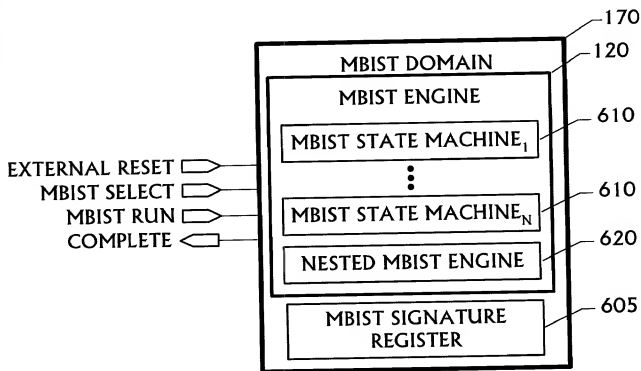 170
MBIST DOMAIN
120
MBIST ENGINE
MBIST STATE MACHINE1
610
EXTERNAL RESET
MBIST SELECT
MBIST RUN
COMPLETE
MBIST STATE MACHINEN
610
NESTED MBIST ENGINE
620
MBIST SIGNATURE
REGISTER
605